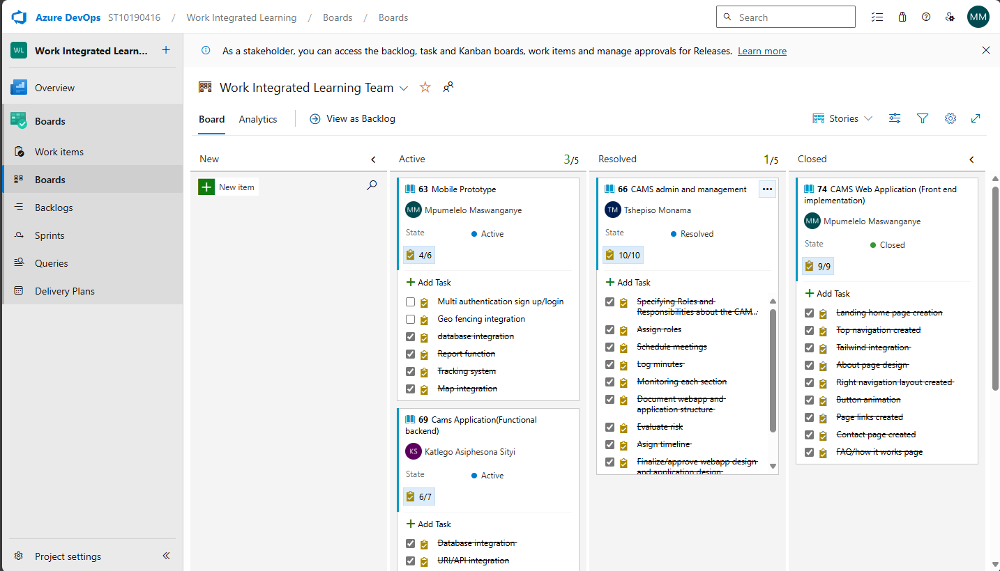 Azure DevOps ST10190416 / Work Integrated Learning / Boards / Boards
Search
MM
WL Work Integrated Learn... +
Overview
Boards
Work items
Boards
Backlogs
Sprints
Queries
Delivery Plans
Project settings
As a stakeholder, you can access the backlog, task and Kanban boards, work items and manage approvals for Releases. Learn more
Work Integrated Learning Team
Board Analytics View as Backlog
Stories
New
New item
Active 3/5
63 Mobile Prototype
MM Mpumelelo Maswanganye
State Active
4/6
Add Task
Multi authentication sign up/login
Geo fencing integration
database integration
Report function
Tracking system
Map integration
69 Cams Application(Functional
backend)
KS Katlego Asiphesona Sityi
State Active
6/7
Add Task
Database integration
URI/API integration
Resolved 1/5
66 CAMS admin and management
TM Tshepiso Monama
State Resolved
10/10
Add Task
Specifying Roles and
Responsibilities about the CAM...
Assign roles
Schedule meetings
Log minutes
Monitoring each section
Document webapp and
application structure
Evaluate risk
Asign timeline
Finalize/approve webapp design
and application design
Closed
74 CAMS Web Application (Front end
implementation)
MM Mpumelelo Maswanganye
State Closed
9/9
Add Task
Landing home page creation
Top navigation created
Tailwind integration
About page design
Right navigation layout created
Button animation
Page links created
Contact page created
FAQ/how it works page